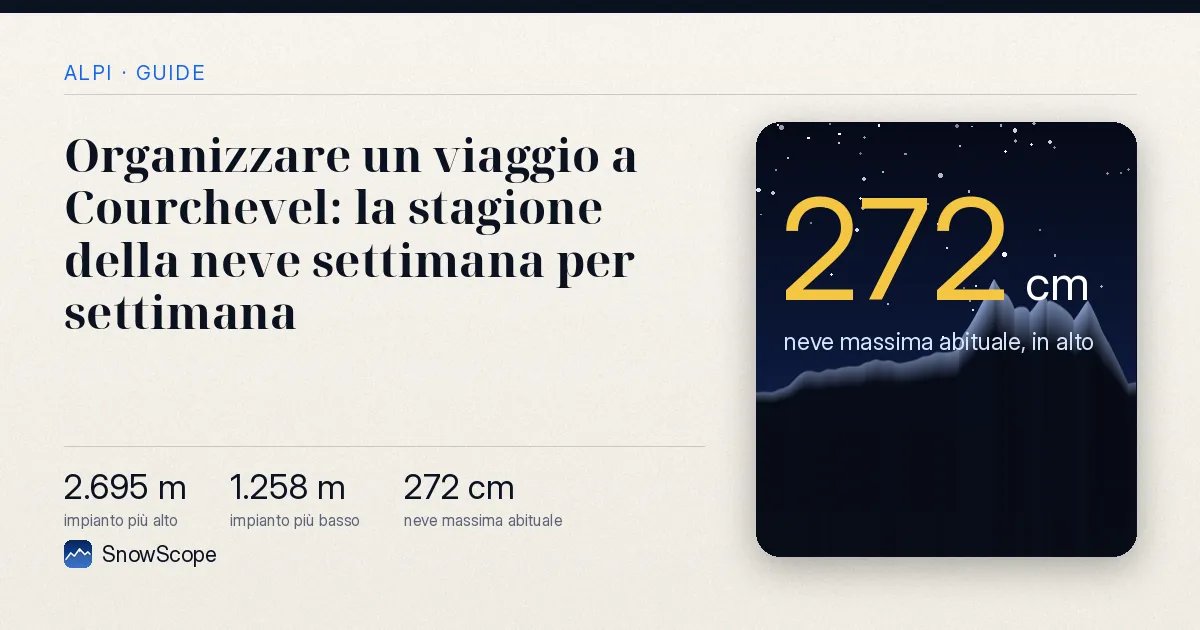 ALPI · GUIDE
Organizzare un viaggio a
Courchevel: la stagione
della neve settimana per
settimana
272 cm
neve massima abituale, in alto
2.695 m
impianto più alto
1.258 m
impianto più basso
272 cm
neve massima abituale
SnowScope